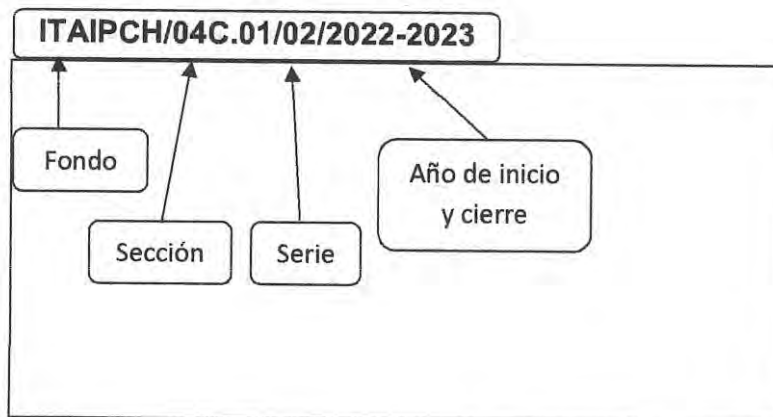 ITAIPCH/04C.01/02/2022-2023
Fondo
Sección
Serie
Año de inicio
y cierre